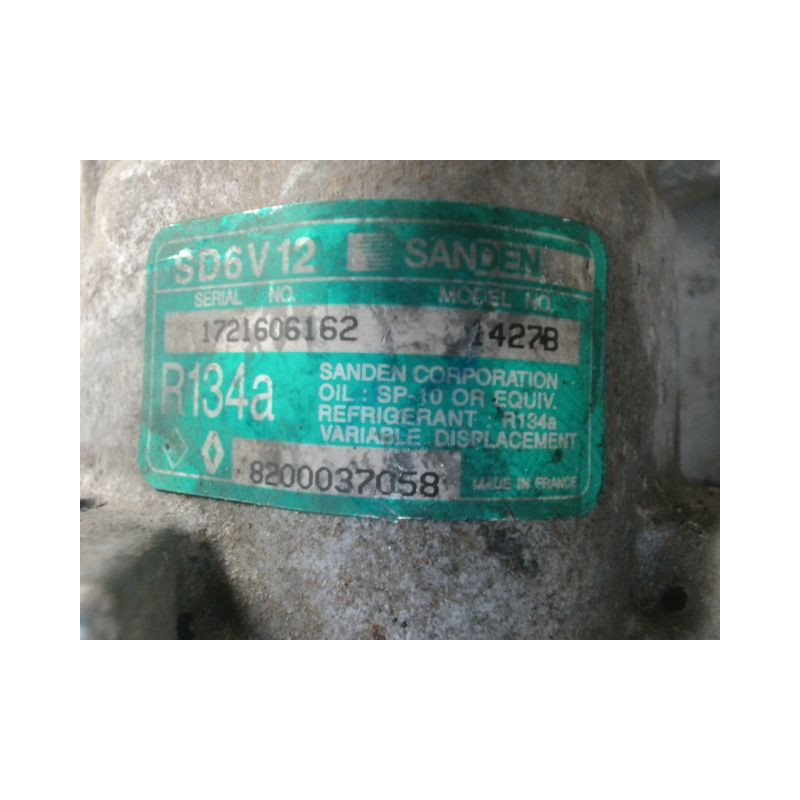 SD6V12 SANDEN
SERIAL NO. MODEL NO.
1721606162 1427B
R134a
SANDEN CORPORATION
OIL : SP-10 OR EQUIV.
REFRIGERANT : R134a
VARIABLE DISPLACEMENT
8200037058 MADE IN FRANCE